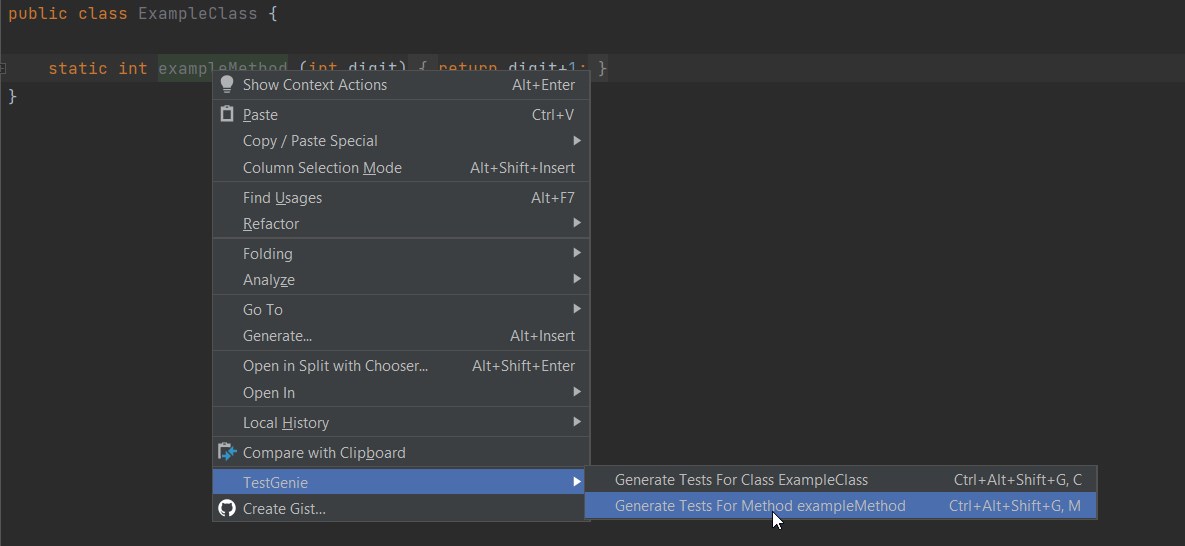 public class ExampleClass {
static int exampleMethod (int digit) { return digit+1; }
}
Show Context Actions Alt+Enter
Paste Ctrl+V
Copy / Paste Special
Column Selection Mode Alt+Shift+Insert
Find Usages Alt+F7
Refactor
Folding
Analyze
Go To
Generate... Alt+Insert
Open in Split with Chooser... Alt+Shift+Enter
Open In
Local History
Compare with Clipboard
TestGenie
Generate Tests For Class ExampleClass Ctrl+Alt+Shift+G, C
Generate Tests For Method exampleMethod Ctrl+Alt+Shift+G, M
Create Gist...